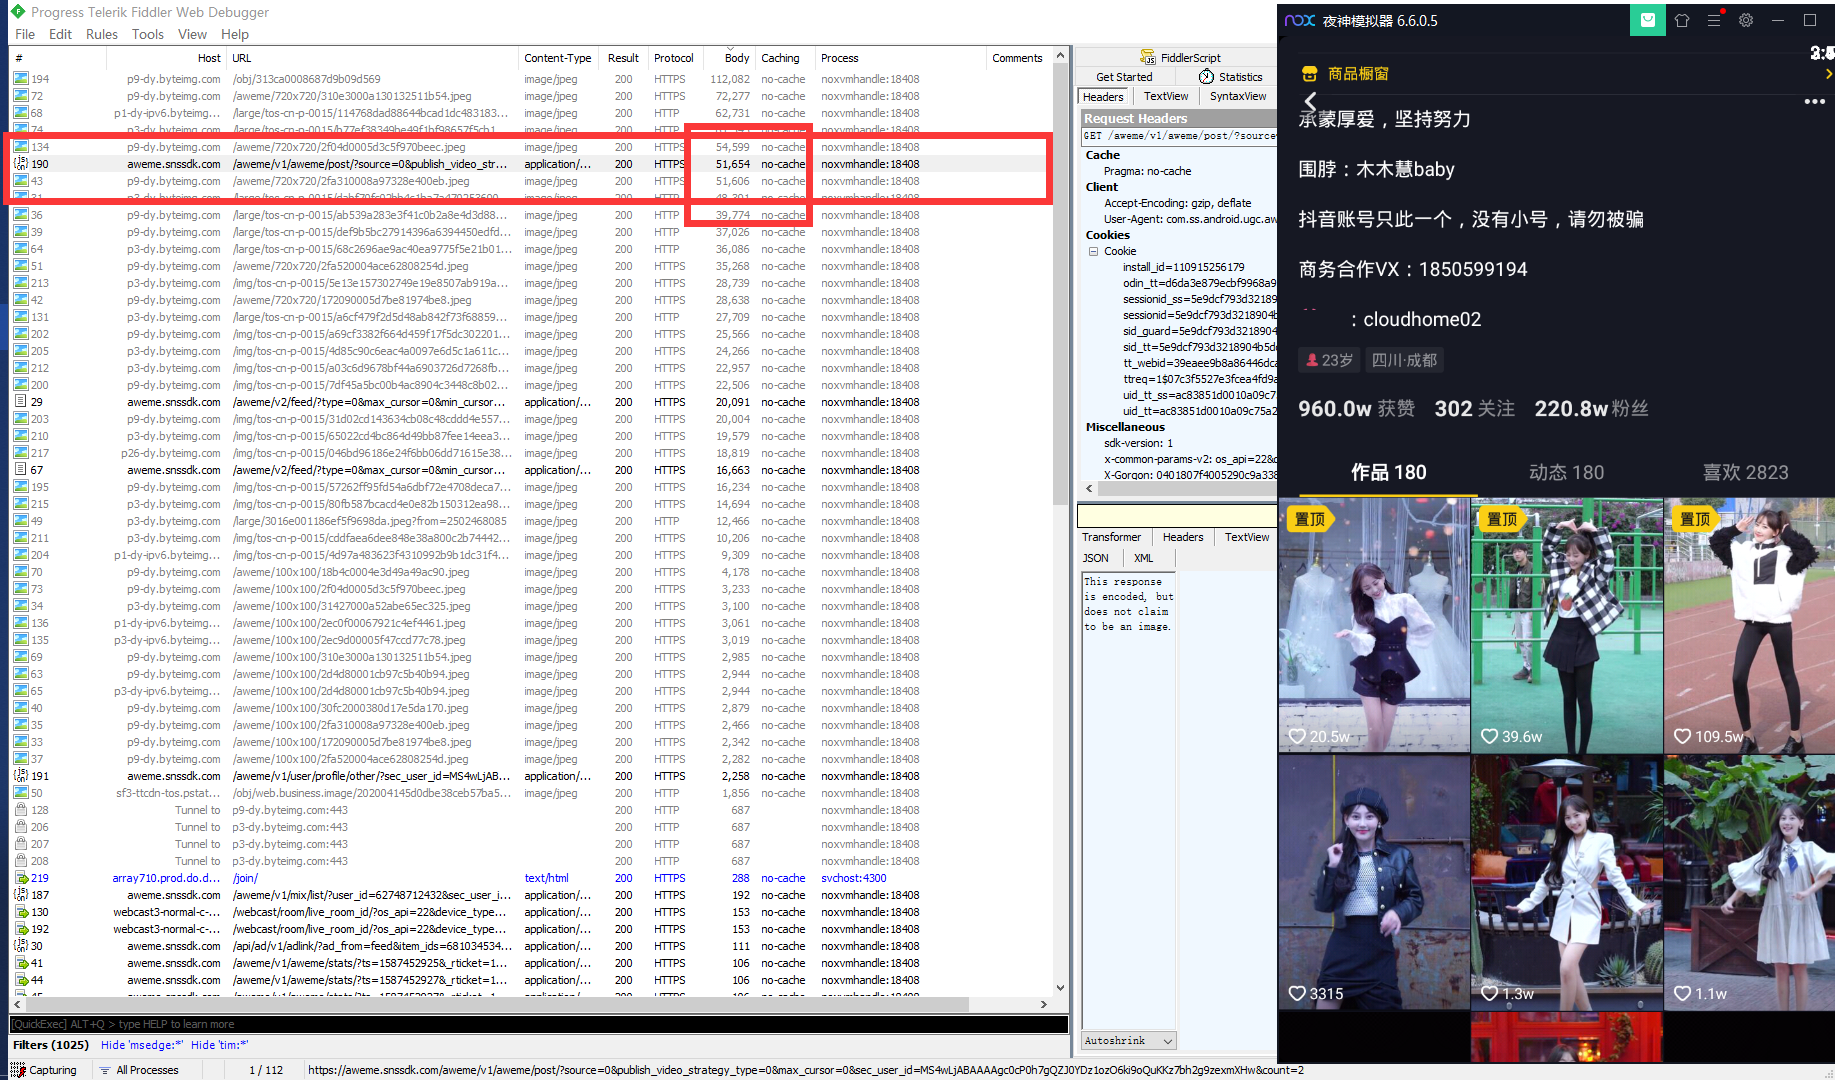 Progress Telerik Fiddler Web Debugger
File Edit Rules Tools View Help
# Host URL Content-Type Result Protocol Body Caching Process Comments
194 p9-dy.byteimg.com /obj/313ca0008687d9b09d569 image/jpeg 200 HTTPS 112,082 no-cache noxvmhandle:18408
72 p9-dy.byteimg.com /aweme/720x720/310e3000a130132511b54.jpeg image/jpeg 200 HTTPS 72,277 no-cache noxvmhandle:18408
68 p1-dy-ipv6.byteimg.com /large/tos-cn-p-0015/114768dad88644bcad1dc483183... image/jpeg 200 HTTP 62,731 no-cache noxvmhandle:18408
134 p9-dy.byteimg.com /aweme/720x720/2f04d0005d3c5f970beec.jpeg image/jpeg 200 HTTPS 54,599 no-cache noxvmhandle:18408
190 aweme.snssdk.com /aweme/v1/aweme/post/?source=0&publish_video_str... application/... 200 HTTPS 51,654 no-cache noxvmhandle:18408
43 p9-dy.byteimg.com /aweme/720x720/2fa310008a97328e400eb.jpeg image/jpeg 200 HTTPS 51,606 no-cache noxvmhandle:18408
36 p9-dy.byteimg.com /large/tos-cn-p-0015/ab539a283e3f41c0b2a8e4d3d88... image/jpeg 200 HTTP 39,774 no-cache noxvmhandle:18408
39 p9-dy.byteimg.com /large/tos-cn-p-0015/def9b5bc27914396a6394450edfd... image/jpeg 200 HTTP 37,026 no-cache noxvmhandle:18408
64 p3-dy.byteimg.com /large/tos-cn-p-0015/68c2696ae9ac40ea9775f5e21b01... image/jpeg 200 HTTP 36,086 no-cache noxvmhandle:18408
51 p9-dy.byteimg.com /aweme/720x720/2fa520004ace62808254d.jpeg image/jpeg 200 HTTPS 35,268 no-cache noxvmhandle:18408
213 p3-dy.byteimg.com /img/tos-cn-p-0015/5e13e157302749e19e8507ab919a... image/jpeg 200 HTTPS 28,739 no-cache noxvmhandle:18408
42 p9-dy.byteimg.com /aweme/720x720/172090005d7be81974be8.jpeg image/jpeg 200 HTTPS 28,638 no-cache noxvmhandle:18408
131 p3-dy.byteimg.com /large/tos-cn-p-0015/a6cf479f2d5d48ab842f73f68859... image/jpeg 200 HTTP 27,709 no-cache noxvmhandle:18408
202 p9-dy.byteimg.com /img/tos-cn-p-0015/a69cf3382f664d459f17f5dc302201... image/jpeg 200 HTTPS 25,566 no-cache noxvmhandle:18408
205 p3-dy.byteimg.com /img/tos-cn-p-0015/4d85c90c6eac4a0097e6d5c1a611c... image/jpeg 200 HTTPS 24,266 no-cache noxvmhandle:18408
212 p3-dy.byteimg.com /img/tos-cn-p-0015/a03c6d9678bf44a6903726d7268fb... image/jpeg 200 HTTPS 22,957 no-cache noxvmhandle:18408
200 p9-dy.byteimg.com /img/tos-cn-p-0015/7df45a5bc00b4ac8904c3448c8b02... image/jpeg 200 HTTPS 22,506 no-cache noxvmhandle:18408
29 aweme.snssdk.com /aweme/v2/feed/?type=0&max_cursor=0&min_cursor... application/... 200 HTTPS 20,091 no-cache noxvmhandle:18408
203 p9-dy.byteimg.com /img/tos-cn-p-0015/31d02cd143634cb08c48cddd4e557... image/jpeg 200 HTTPS 20,004 no-cache noxvmhandle:18408
210 p3-dy.byteimg.com /img/tos-cn-p-0015/65022cd4bc864d49bb87fee14eea3... image/jpeg 200 HTTPS 19,579 no-cache noxvmhandle:18408
217 p26-dy.byteimg.com /img/tos-cn-p-0015/046bd96186e24f6bb06dd71615e38... image/jpeg 200 HTTPS 18,819 no-cache noxvmhandle:18408
67 aweme.snssdk.com /aweme/v2/feed/?type=0&max_cursor=0&min_cursor... application/... 200 HTTPS 16,663 no-cache noxvmhandle:18408
195 p9-dy.byteimg.com /img/tos-cn-p-0015/57262ff95fd54a6dbf72e4708deca7... image/jpeg 200 HTTPS 16,234 no-cache noxvmhandle:18408
215 p3-dy.byteimg.com /img/tos-cn-p-0015/80fb587bcacd4e0e82b150312ea98... image/jpeg 200 HTTPS 14,694 no-cache noxvmhandle:18408
49 p3-dy.byteimg.com /large/3016e001186ef5f9698da.jpeg?from=2502468085 image/jpeg 200 HTTP 12,466 no-cache noxvmhandle:18408
211 p3-dy.byteimg.com /img/tos-cn-p-0015/cddfaea6dee848e38a800c2b74442... image/jpeg 200 HTTPS 10,206 no-cache noxvmhandle:18408
204 p1-dy-ipv6.byteimg... /img/tos-cn-p-0015/4d97a483623f4310992b9b1dc31f4... image/jpeg 200 HTTPS 9,309 no-cache noxvmhandle:18408
70 p9-dy.byteimg.com /aweme/100x100/18b4c0004e3d49a49ac90.jpeg image/jpeg 200 HTTPS 4,178 no-cache noxvmhandle:18408
73 p9-dy.byteimg.com /aweme/100x100/2f04d0005d3c5f970beec.jpeg image/jpeg 200 HTTPS 3,233 no-cache noxvmhandle:18408
34 p3-dy.byteimg.com /aweme/100x100/31427000a52abe65ec325.jpeg image/jpeg 200 HTTPS 3,100 no-cache noxvmhandle:18408
136 p1-dy-ipv6.byteimg... /aweme/100x100/2ec0f00067921c4ef4461.jpeg image/jpeg 200 HTTPS 3,061 no-cache noxvmhandle:18408
135 p3-dy-ipv6.byteimg... /aweme/100x100/2ec9d00005f47ccd77c78.jpeg image/jpeg 200 HTTPS 3,019 no-cache noxvmhandle:18408
69 p9-dy.byteimg.com /aweme/100x100/310e3000a130132511b54.jpeg image/jpeg 200 HTTPS 2,985 no-cache noxvmhandle:18408
63 p9-dy.byteimg.com /aweme/100x100/2d4d80001cb97c5b40b94.jpeg image/jpeg 200 HTTPS 2,944 no-cache noxvmhandle:18408
65 p3-dy-ipv6.byteimg... /aweme/100x100/2d4d80001cb97c5b40b94.jpeg image/jpeg 200 HTTPS 2,944 no-cache noxvmhandle:18408
40 p9-dy.byteimg.com /aweme/100x100/30fc2000380d17e5da170.jpeg image/jpeg 200 HTTPS 2,879 no-cache noxvmhandle:18408
35 p9-dy.byteimg.com /aweme/100x100/2fa310008a97328e400eb.jpeg image/jpeg 200 HTTPS 2,466 no-cache noxvmhandle:18408
33 p9-dy.byteimg.com /aweme/100x100/172090005d7be81974be8.jpeg image/jpeg 200 HTTPS 2,342 no-cache noxvmhandle:18408
37 p9-dy.byteimg.com /aweme/100x100/2fa520004ace62808254d.jpeg image/jpeg 200 HTTPS 2,282 no-cache noxvmhandle:18408
191 aweme.snssdk.com /aweme/v1/user/profile/other/?sec_user_id=MS4wLjAB... application/... 200 HTTPS 2,258 no-cache noxvmhandle:18408
50 sf3-ttcdn-tos.pstat... /obj/web.business.image/202004145d0dbe38ceb57ba5... image/jpeg 200 HTTP 1,856 no-cache noxvmhandle:18408
128 Tunnel to p9-dy.byteimg.com:443 200 HTTP 687 noxvmhandle:18408
206 Tunnel to p3-dy.byteimg.com:443 200 HTTP 687 noxvmhandle:18408
207 Tunnel to p3-dy.byteimg.com:443 200 HTTP 687 noxvmhandle:18408
208 Tunnel to p3-dy.byteimg.com:443 200 HTTP 687 noxvmhandle:18408
219 array710.prod.do.d... /join/ text/html 200 HTTPS 288 no-cache svchost:4300
187 aweme.snssdk.com /aweme/v1/mix/list/?user_id=62748712432&sec_user_i... application/... 200 HTTPS 192 no-cache noxvmhandle:18408
130 webcast3-normal-c-... /webcast/room/live_room_id/?os_api=22&device_type... application/... 200 HTTPS 153 no-cache noxvmhandle:18408
192 webcast3-normal-c-... /webcast/room/live_room_id/?os_api=22&device_type... application/... 200 HTTPS 153 no-cache noxvmhandle:18408
30 aweme.snssdk.com /api/ad/v1/adlink/?ad_from=feed&item_ids=681034534... application/... 200 HTTPS 111 no-cache noxvmhandle:18408
41 aweme.snssdk.com /aweme/v1/aweme/stats/?ts=1587452925&_rticket=1... application/... 200 HTTPS 106 no-cache noxvmhandle:18408
44 aweme.snssdk.com /aweme/v1/aweme/stats/?ts=1587452927&_rticket=1... application/... 200 HTTPS 106 no-cache noxvmhandle:18408
[QuickExec] ALT+Q > type HELP to learn more
Filters (1025) Hide 'msedge:*' Hide 'tim:*'
Capturing All Processes 1 / 112 https://aweme.snssdk.com/aweme/v1/aweme/post/?source=0&publish_video_strategy_type=0&max_cursor=0&sec_user_id=MS4wLjABAAAAgc0cP0h7gQZJ0YDz1ozO6ki9oQuKKz7bh2g9zexmXHw&count=2
FiddlerScript
Get Started Statistics
Headers TextView SyntaxView
Request Headers
GET /aweme/v1/aweme/post/?source=
Cache
Pragma: no-cache
Client
Accept-Encoding: gzip, deflate
User-Agent: com.ss.android.ugc.aw
Cookies
Cookie
install_id=110915256179
odin_tt=d6da3e879ecbf9968a9
sessionid_ss=5e9dcf793d32189
sessionid=5e9dcf793d3218904b
sid_guard=5e9dcf793d3218904
sid_tt=5e9dcf793d3218904b5d
tt_webid=39eaee9b8a86446dca
ttreq=1$07c3f5527e3fcea4fd9a
uid_tt_ss=ac83851d0010a09c75
uid_tt=ac83851d0010a09c75a2
Miscellaneous
sdk-version: 1
x-common-params-v2: os_api=22&
X-Gorgon: 0401807f4005290c9a338
Transformer Headers TextView
JSON XML
This response
is encoded, but
does not claim
to be an image.
Autoshrink
nox 夜神模拟器 6.6.0.5
商品橱窗
承蒙厚爱，坚持努力
围脖：木木慧baby
抖音账号只此一个，没有小号，请勿被骗
商务合作VX：1850599194
：cloudhome02
23岁 四川·成都
960.0w 获赞 302 关注 220.8w 粉丝
作品 180 动态 180 喜欢 2823
置顶 置顶 置顶
20.5w 39.6w 109.5w
3315 1.3w 1.1w